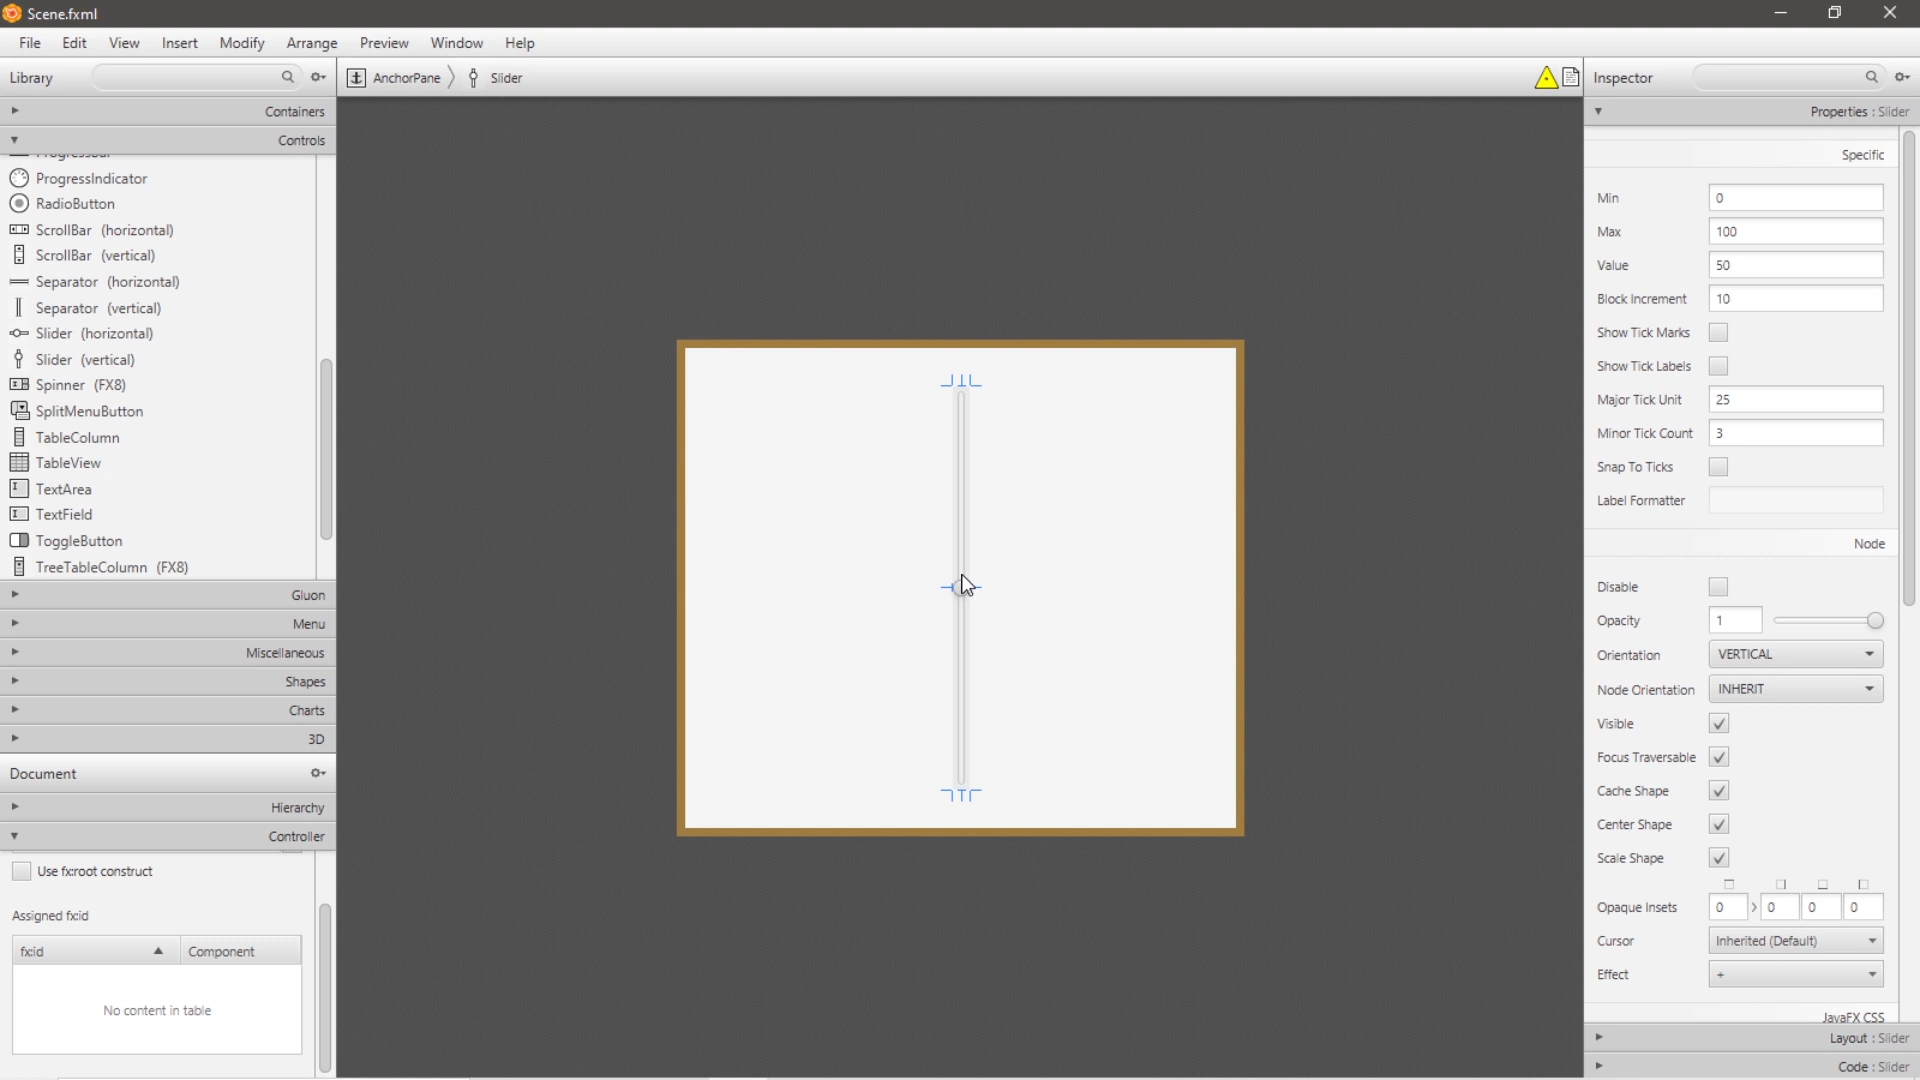 Scene.fxml
File Edit View Insert Modify Arrange Preview Window Help
Library
AnchorPane Slider
Inspector
Containers
Controls
ProgressBar
ProgressIndicator
RadioButton
ScrollBar (horizontal)
ScrollBar (vertical)
Separator (horizontal)
Separator (vertical)
Slider (horizontal)
Slider (vertical)
Spinner (FX8)
SplitMenuButton
TableColumn
TableView
TextArea
TextField
ToggleButton
TreeTableColumn (FX8)
Gluon
Menu
Miscellaneous
Shapes
Charts
3D
Document
Hierarchy
Controller
Use fx:root construct
Assigned fx:id
fx:id Component
No content in table
Properties : Slider
Specific
Min 0
Max 100
Value 50
Block Increment 10
Show Tick Marks
Show Tick Labels
Major Tick Unit 25
Minor Tick Count 3
Snap To Ticks
Label Formatter
Node
Disable
Opacity 1
Orientation VERTICAL
Node Orientation INHERIT
Visible
Focus Traversable
Cache Shape
Center Shape
Scale Shape
Opaque Insets 0 0 0 0
Cursor Inherited (Default)
Effect +
JavaFX CSS
Layout : Slider
Code : Slider